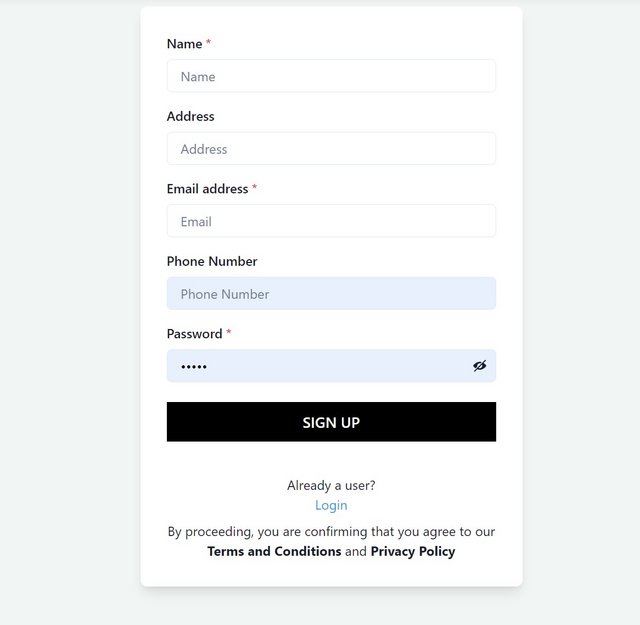 Name *
Name
Address
Address
Email address *
Email
Phone Number
Phone Number
Password *
•••••
SIGN UP
Already a user?
Login
By proceeding, you are confirming that you agree to our
Terms and Conditions and Privacy Policy